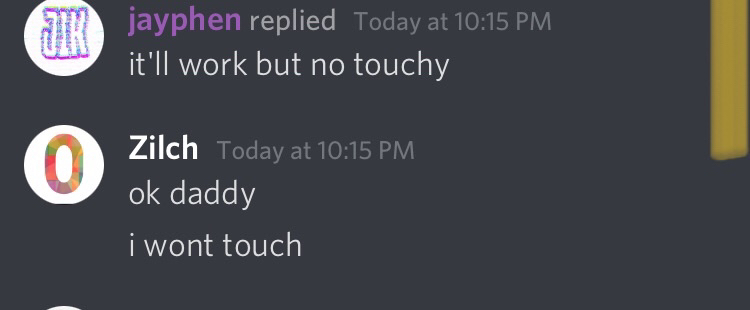 jayphen replied Today at 10:15 PM
it'll work but no touchy
Zilch Today at 10:15 PM
ok daddy
i wont touch